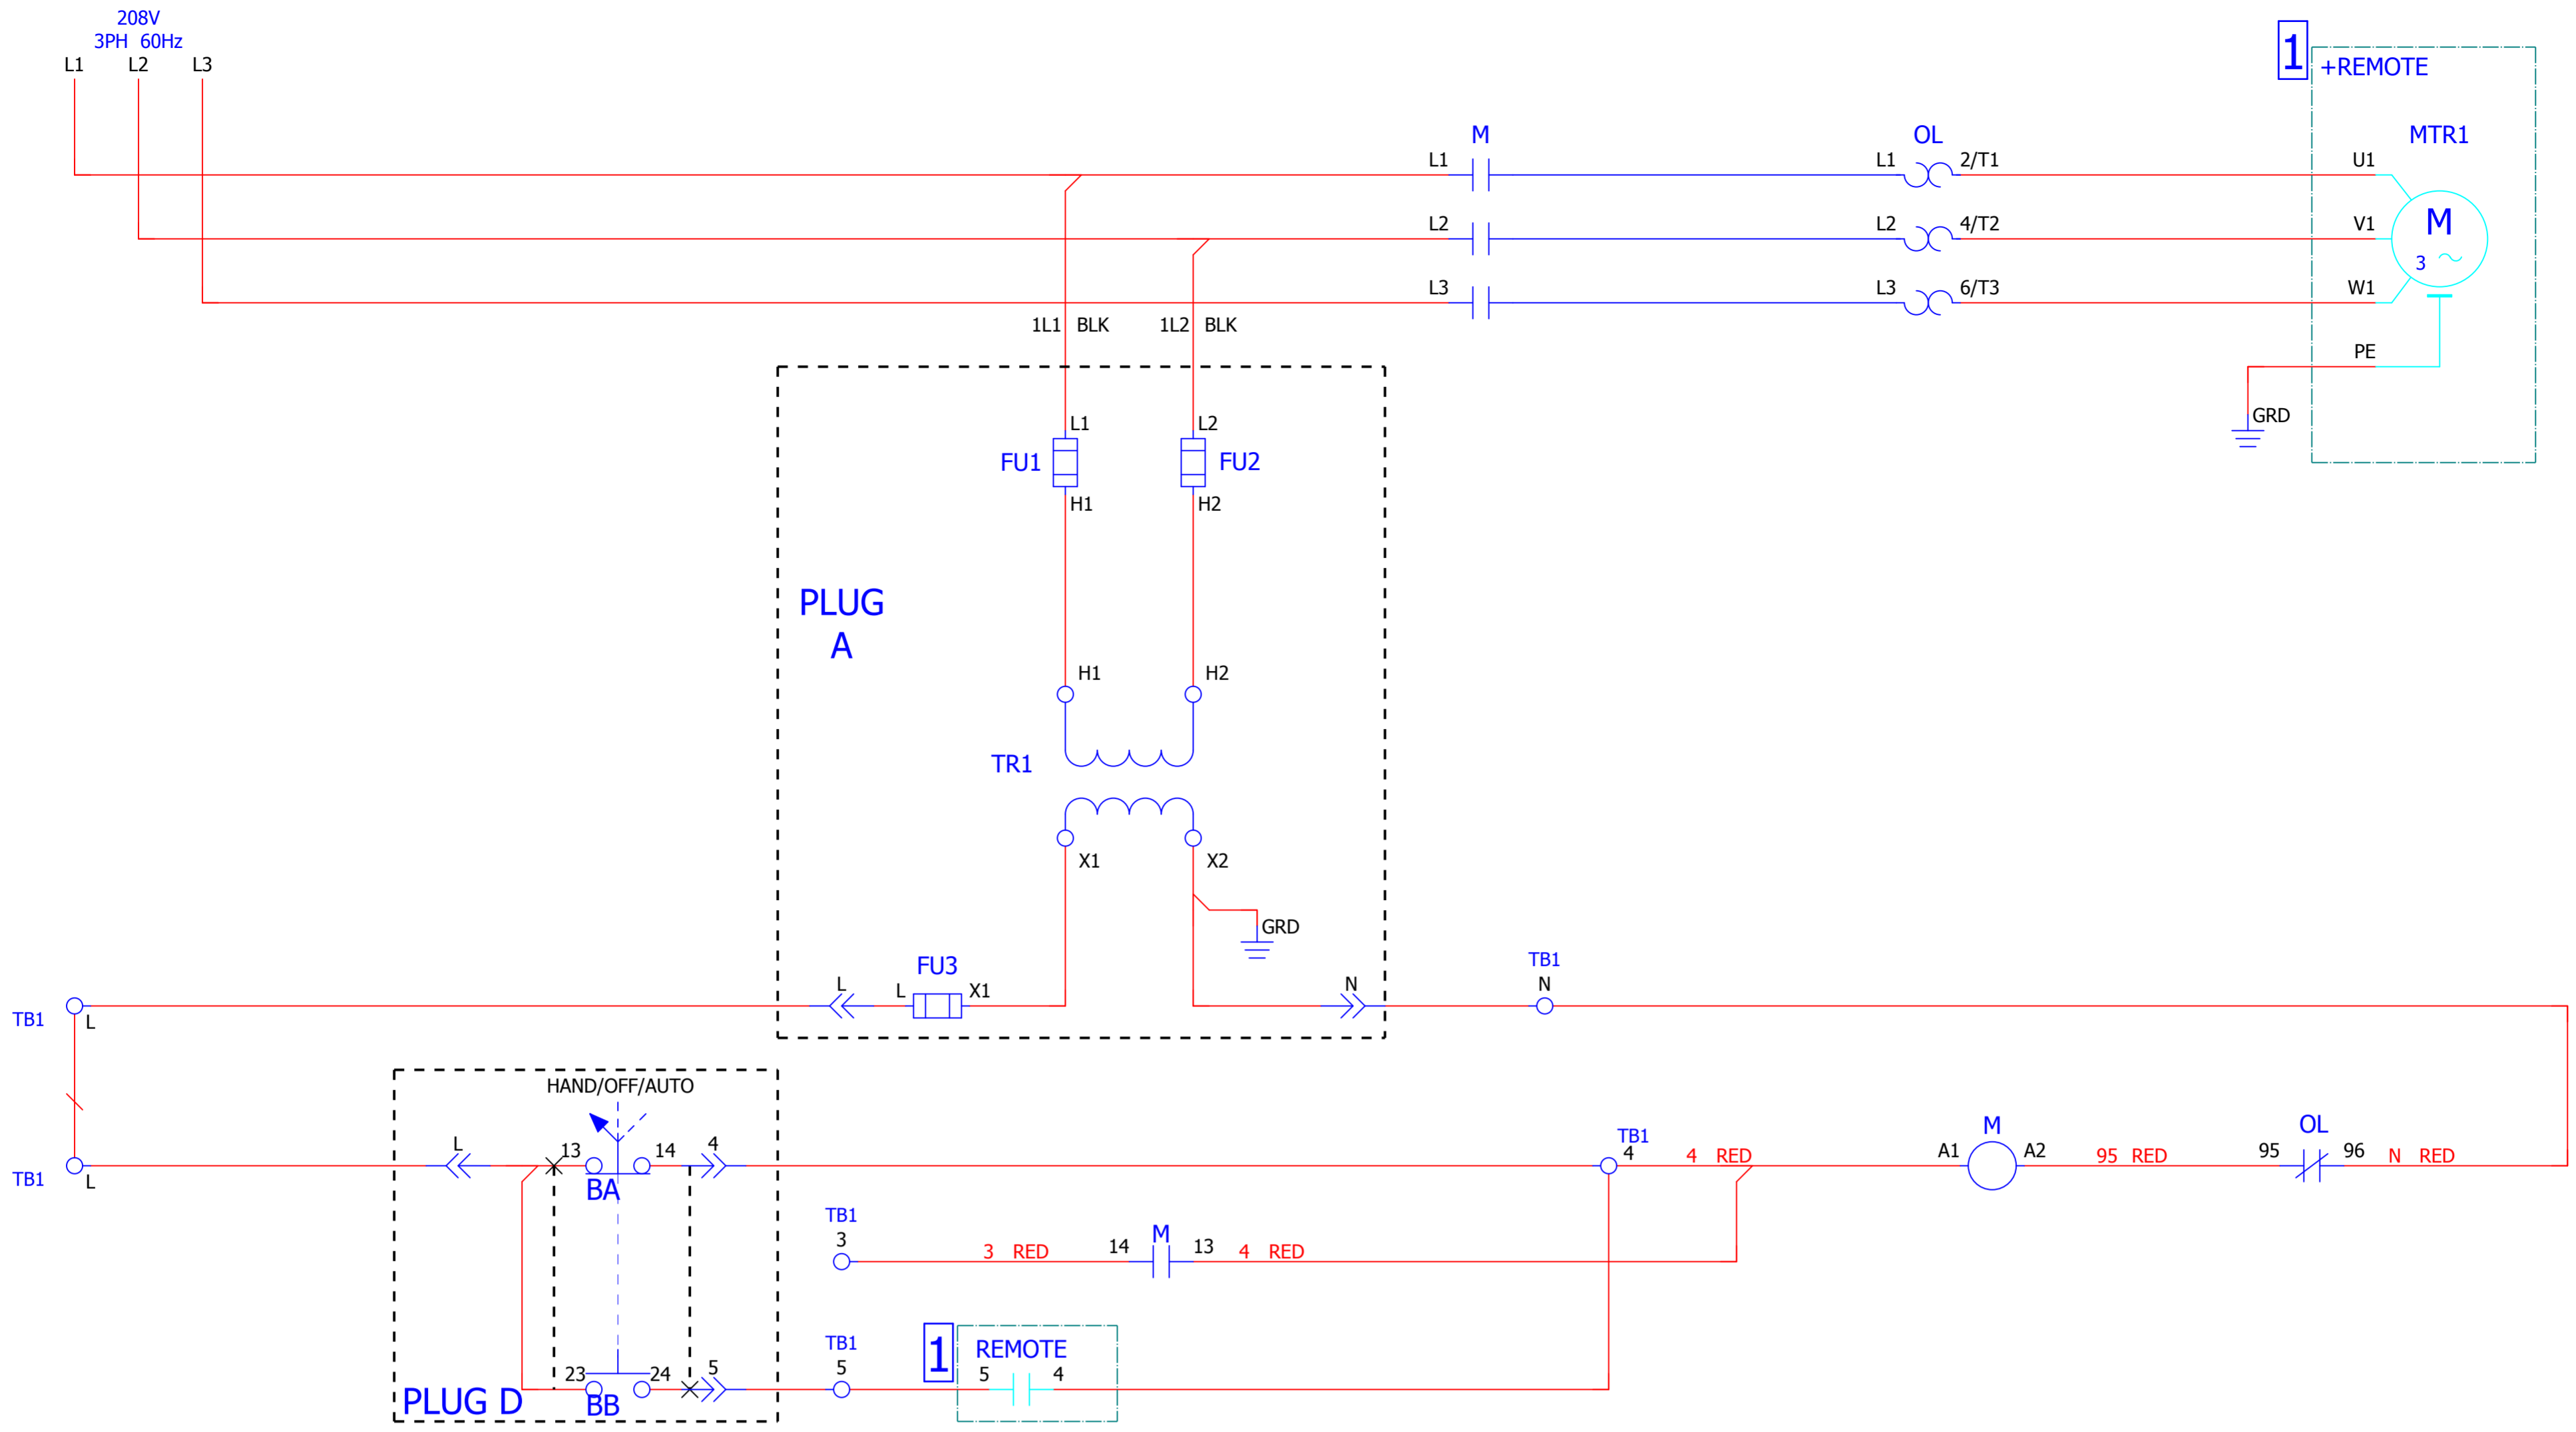 208V
3PH 60Hz
L1 L2 L3
1
+REMOTE
M OL MTR1
L1 L1 2/T1 U1
L2 L2 4/T2 V1
M
3
L3 L3 6/T3 W1
1L1 BLK 1L2 BLK
PE
GRD
L1 L2
FU1 FU2
H1 H2
PLUG
A
H1 H2
TR1
X1 X2
GRD
FU3
L L X1 N
TB1
N
TB1 L
HAND/OFF/AUTO
L 13 14 4
TB1
4
4 RED
M
A1 A2
95 RED
OL
95 96
N RED
TB1 L
BA
TB1
3
3 RED
M
14 13
4 RED
TB1
5
1
REMOTE
5 4
23 24 5
PLUG D
BB